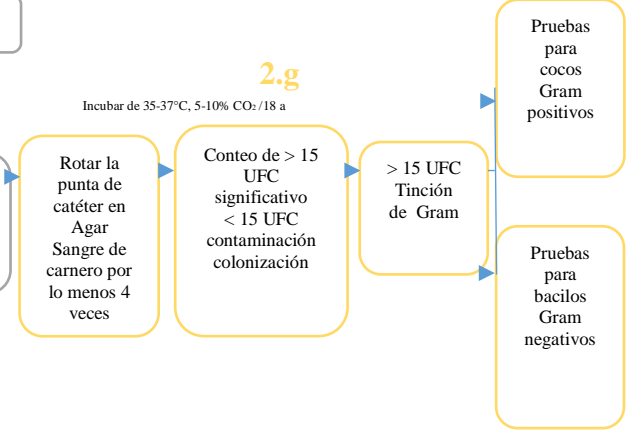 2.g
Incubar de 35-37°C, 5-10% CO₂ /18 a
Rotar la
punta de
catéter en
Agar
Sangre de
carnero por
lo menos 4
veces
Conteo de > 15
UFC
significativo
< 15 UFC
contaminación
colonización
> 15 UFC
Tinción
de Gram
Pruebas
para
cocos
Gram
positivos
Pruebas
para
bacilos
Gram
negativos